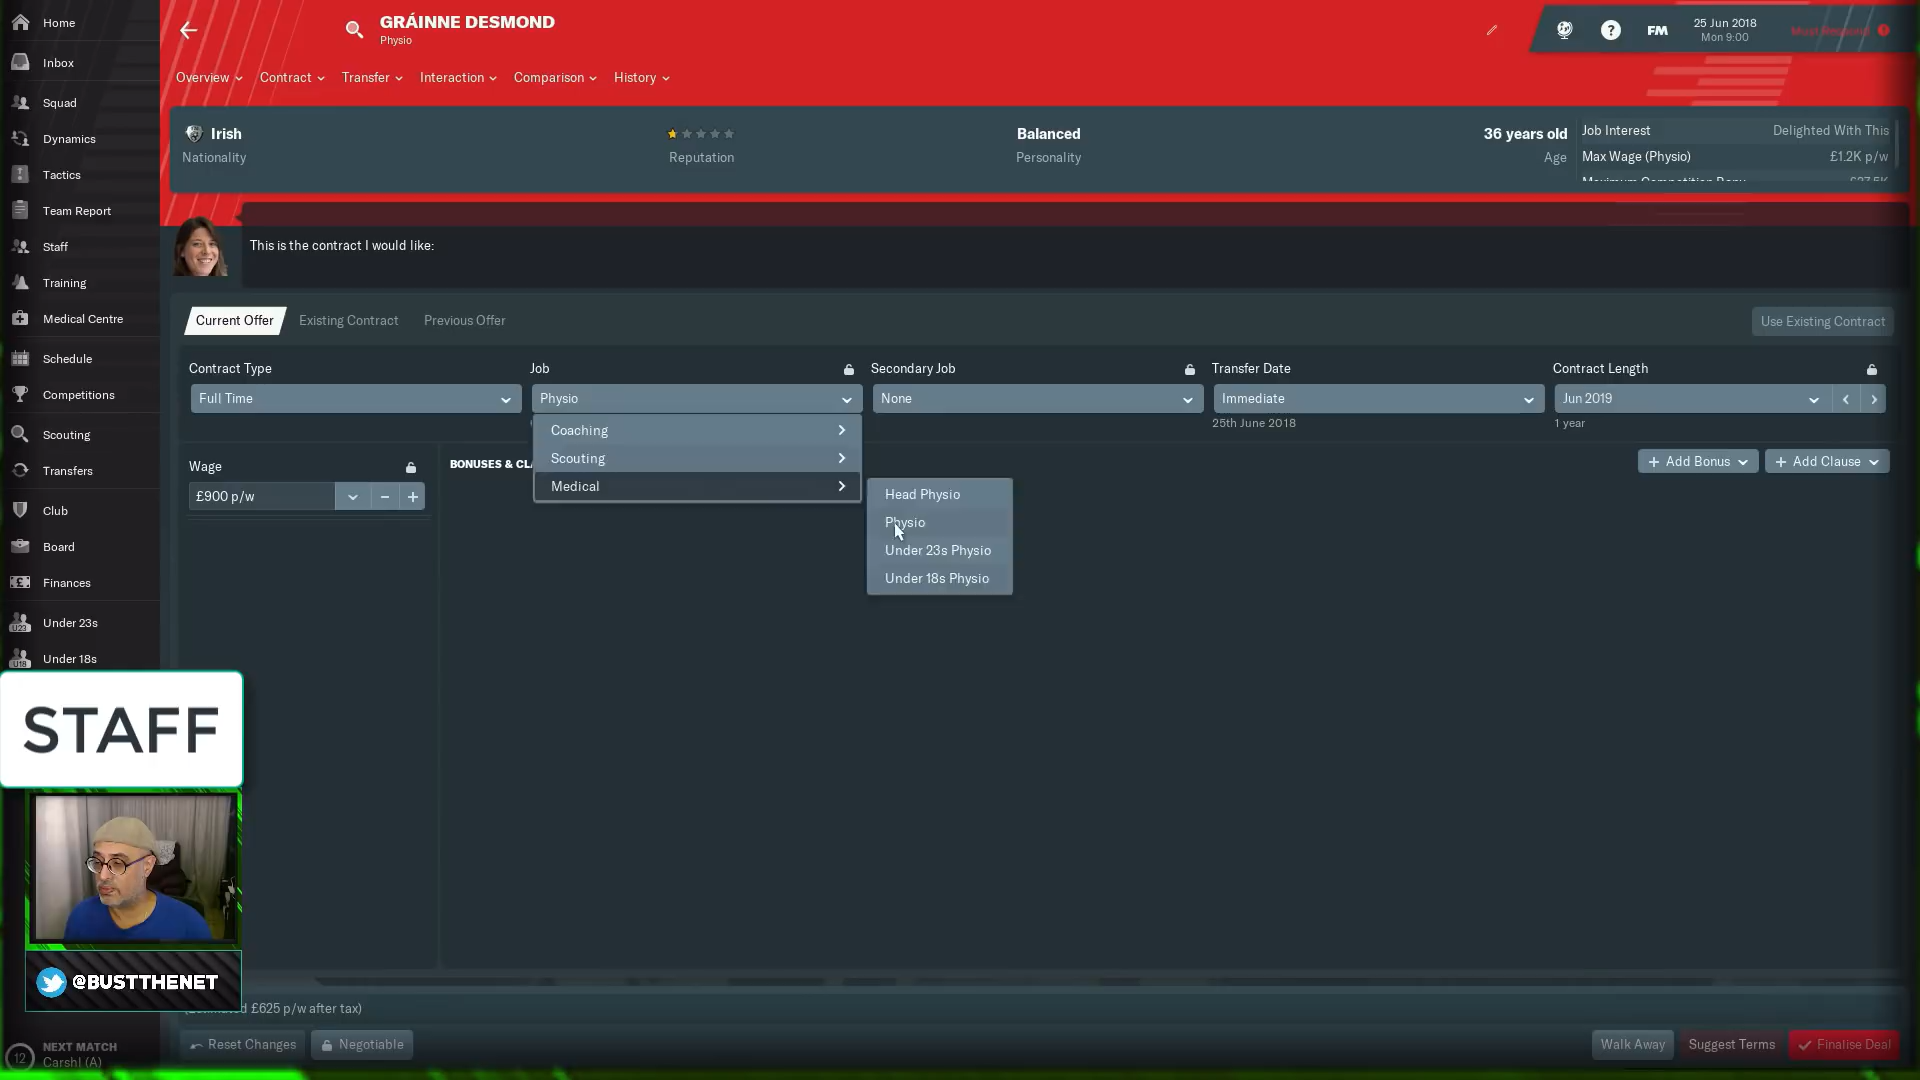 Home
Inbox
Squad
Dynamics
Tactics
Team Report
Staff
Training
Medical Centre
Schedule
Competitions
Scouting
Transfers
Club
Board
Finances
Under 23s
Under 18s
U23
U18
GRÁINNE DESMOND
Physio
FM
25 Jun 2018
Mon 9:00
Must Respond
Overview
Contract
Transfer
Interaction
Comparison
History
Irish
Nationality
Reputation
Balanced
Personality
36 years old
Age
Job Interest Delighted With This
Max Wage (Physio) £1.2K p/w
This is the contract I would like:
Current Offer
Existing Contract
Previous Offer
Use Existing Contract
Contract Type
Full Time
Job
Physio
Secondary Job
None
Transfer Date
Immediate
25th June 2018
Contract Length
Jun 2019
1 year
Coaching
Scouting
Medical
Head Physio
Physio
Under 23s Physio
Under 18s Physio
Wage
£900 p/w
BONUSES &
Add Bonus
Add Clause
STAFF
@BUSTTHENET
£625 p/w after tax)
Reset Changes
Negotiable
Walk Away
Suggest Terms
Finalise Deal
12
NEXT MATCH
Carshl (A)